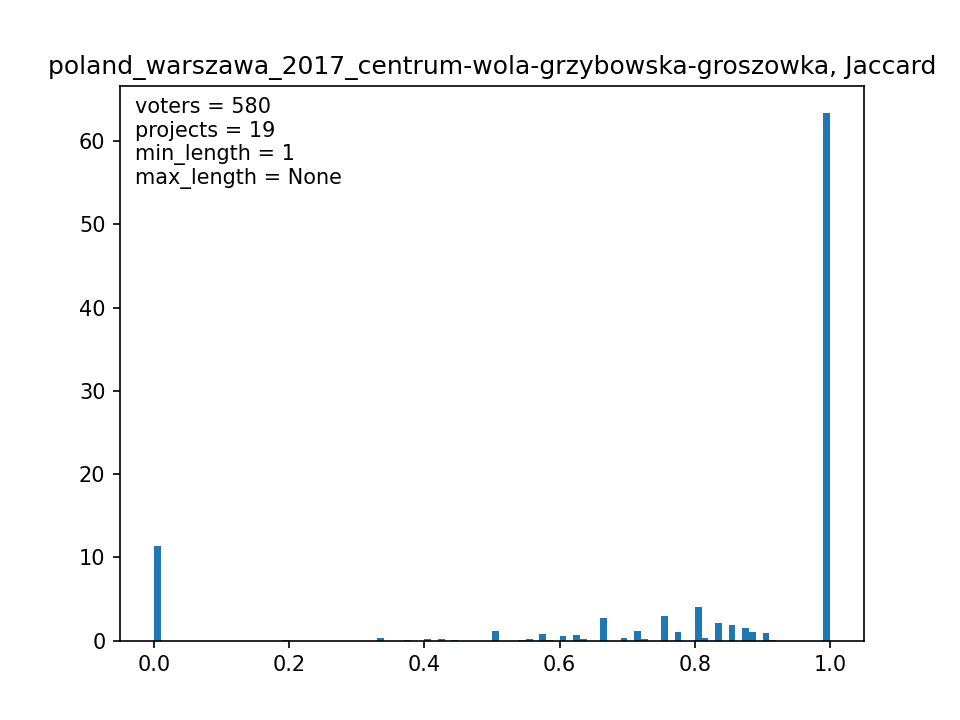 poland_warszawa_2017_centrum-wola-grzybowska-groszowka, Jaccard
voters = 580
projects = 19
min_length = 1
max_length = None
60
50
40
30
20
10
0
0.0 0.2 0.4 0.6 0.8 1.0